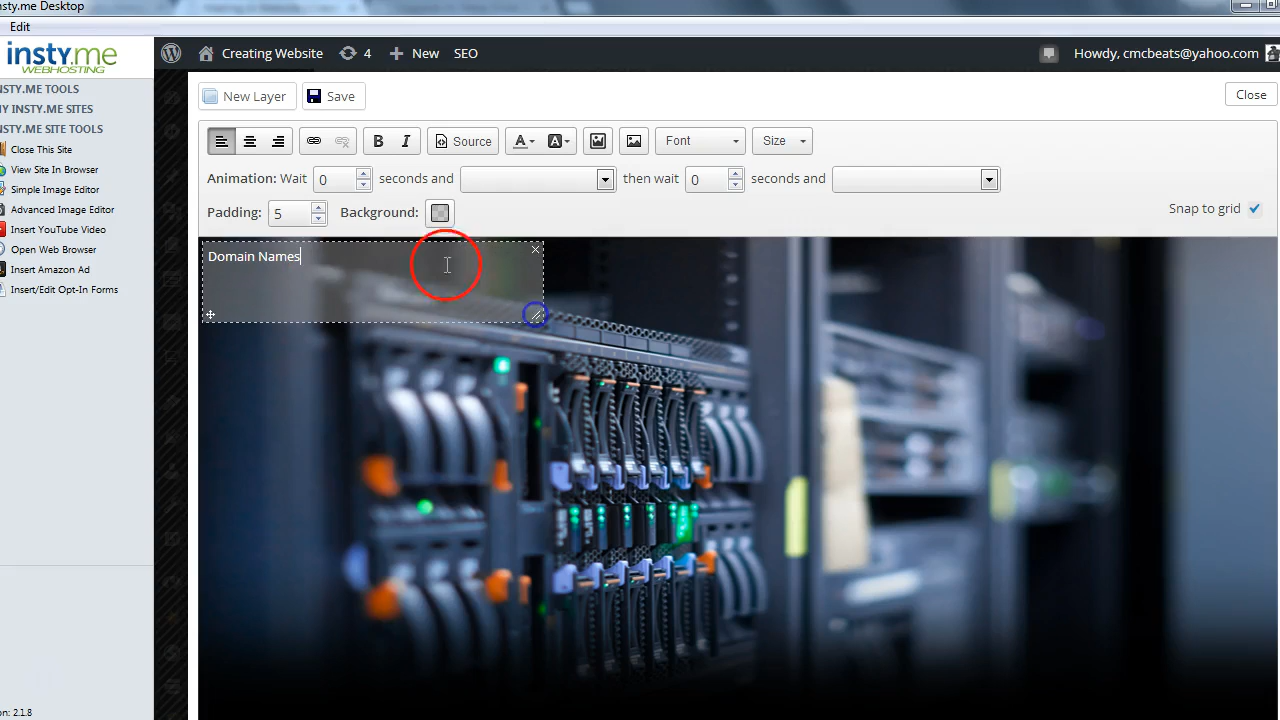 insty.me Desktop
Edit
insty.me
WEBHOSTING
INSTY.ME TOOLS
MY INSTY.ME SITES
INSTY.ME SITE TOOLS
Close This Site
View Site In Browser
Simple Image Editor
Advanced Image Editor
Insert YouTube Video
Open Web Browser
Insert Amazon Ad
Insert/Edit Opt-In Forms
on: 2.1.8
Creating Website 4 New SEO
Howdy, cmcbeats@yahoo.com
New Layer Save Close
B I Source A A Font Size
Animation: Wait 0 seconds and then wait 0 seconds and
Padding: 5 Background: Snap to grid
Domain Names